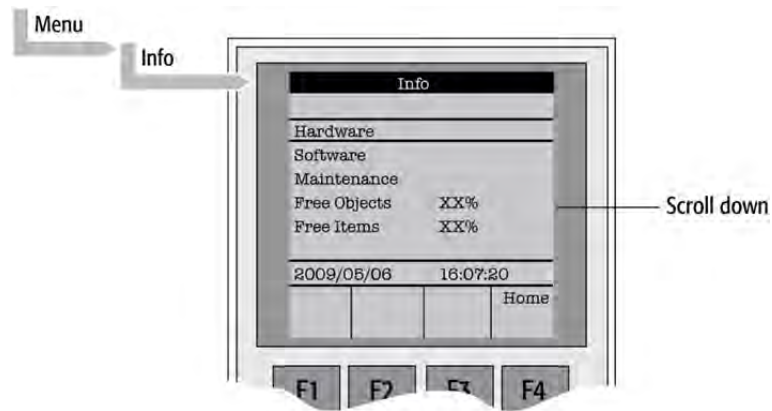 Menu
Info
Info
Hardware
Software
Maintenance
Free Objects XX%
Free Items XX%
Scroll down
2009/05/06 16:07:20
Home
F1 F2 F3 F4